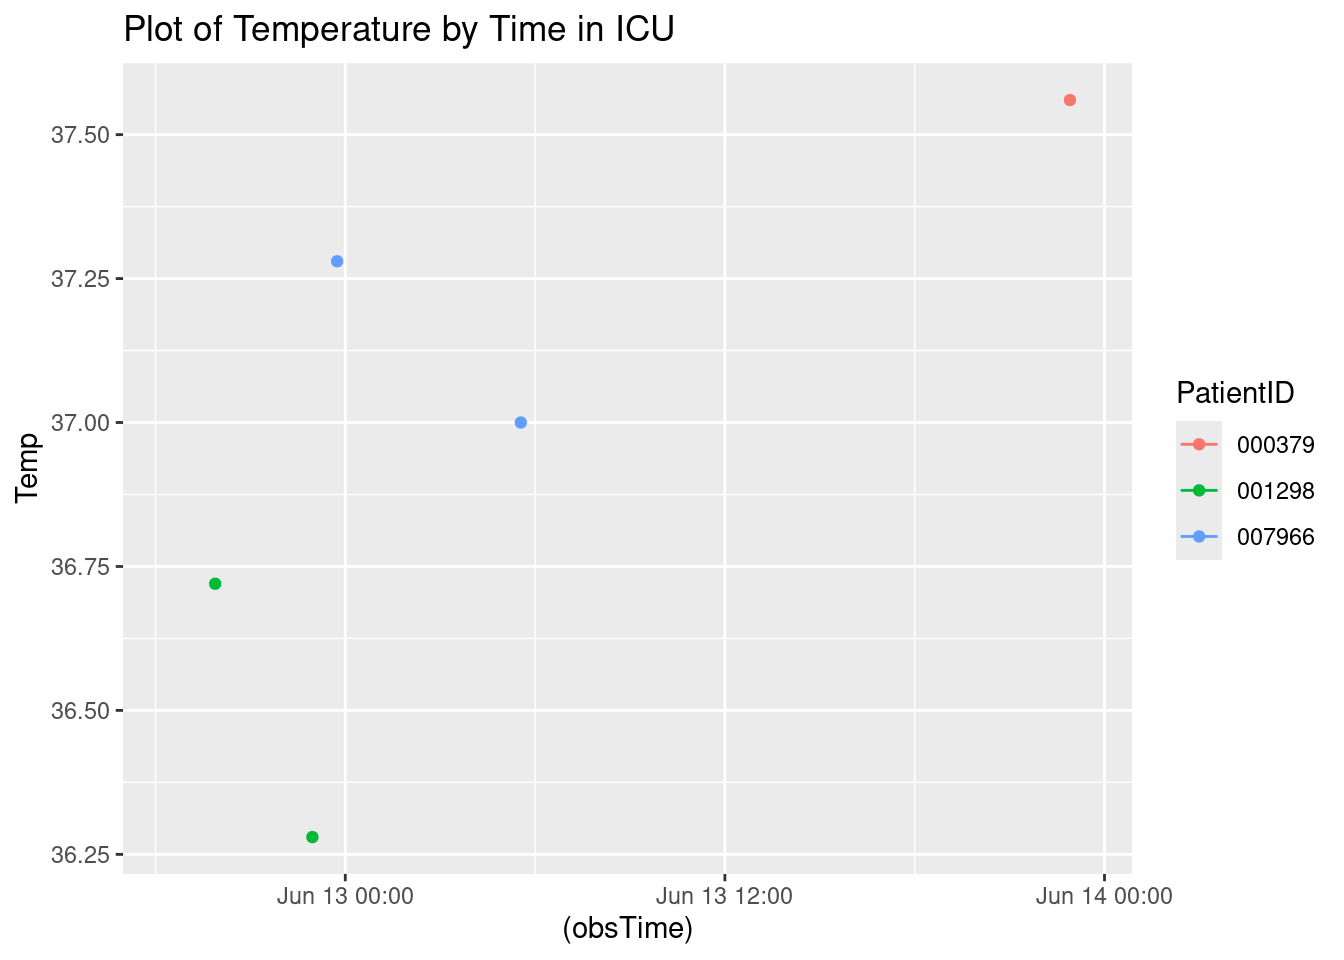 Plot of Temperature by Time in ICU
37.50
37.25
37.00
36.75
36.50
36.25
Temp
Jun 13 00:00
Jun 13 12:00
Jun 14 00:00
(obsTime)
PatientID
000379
001298
007966